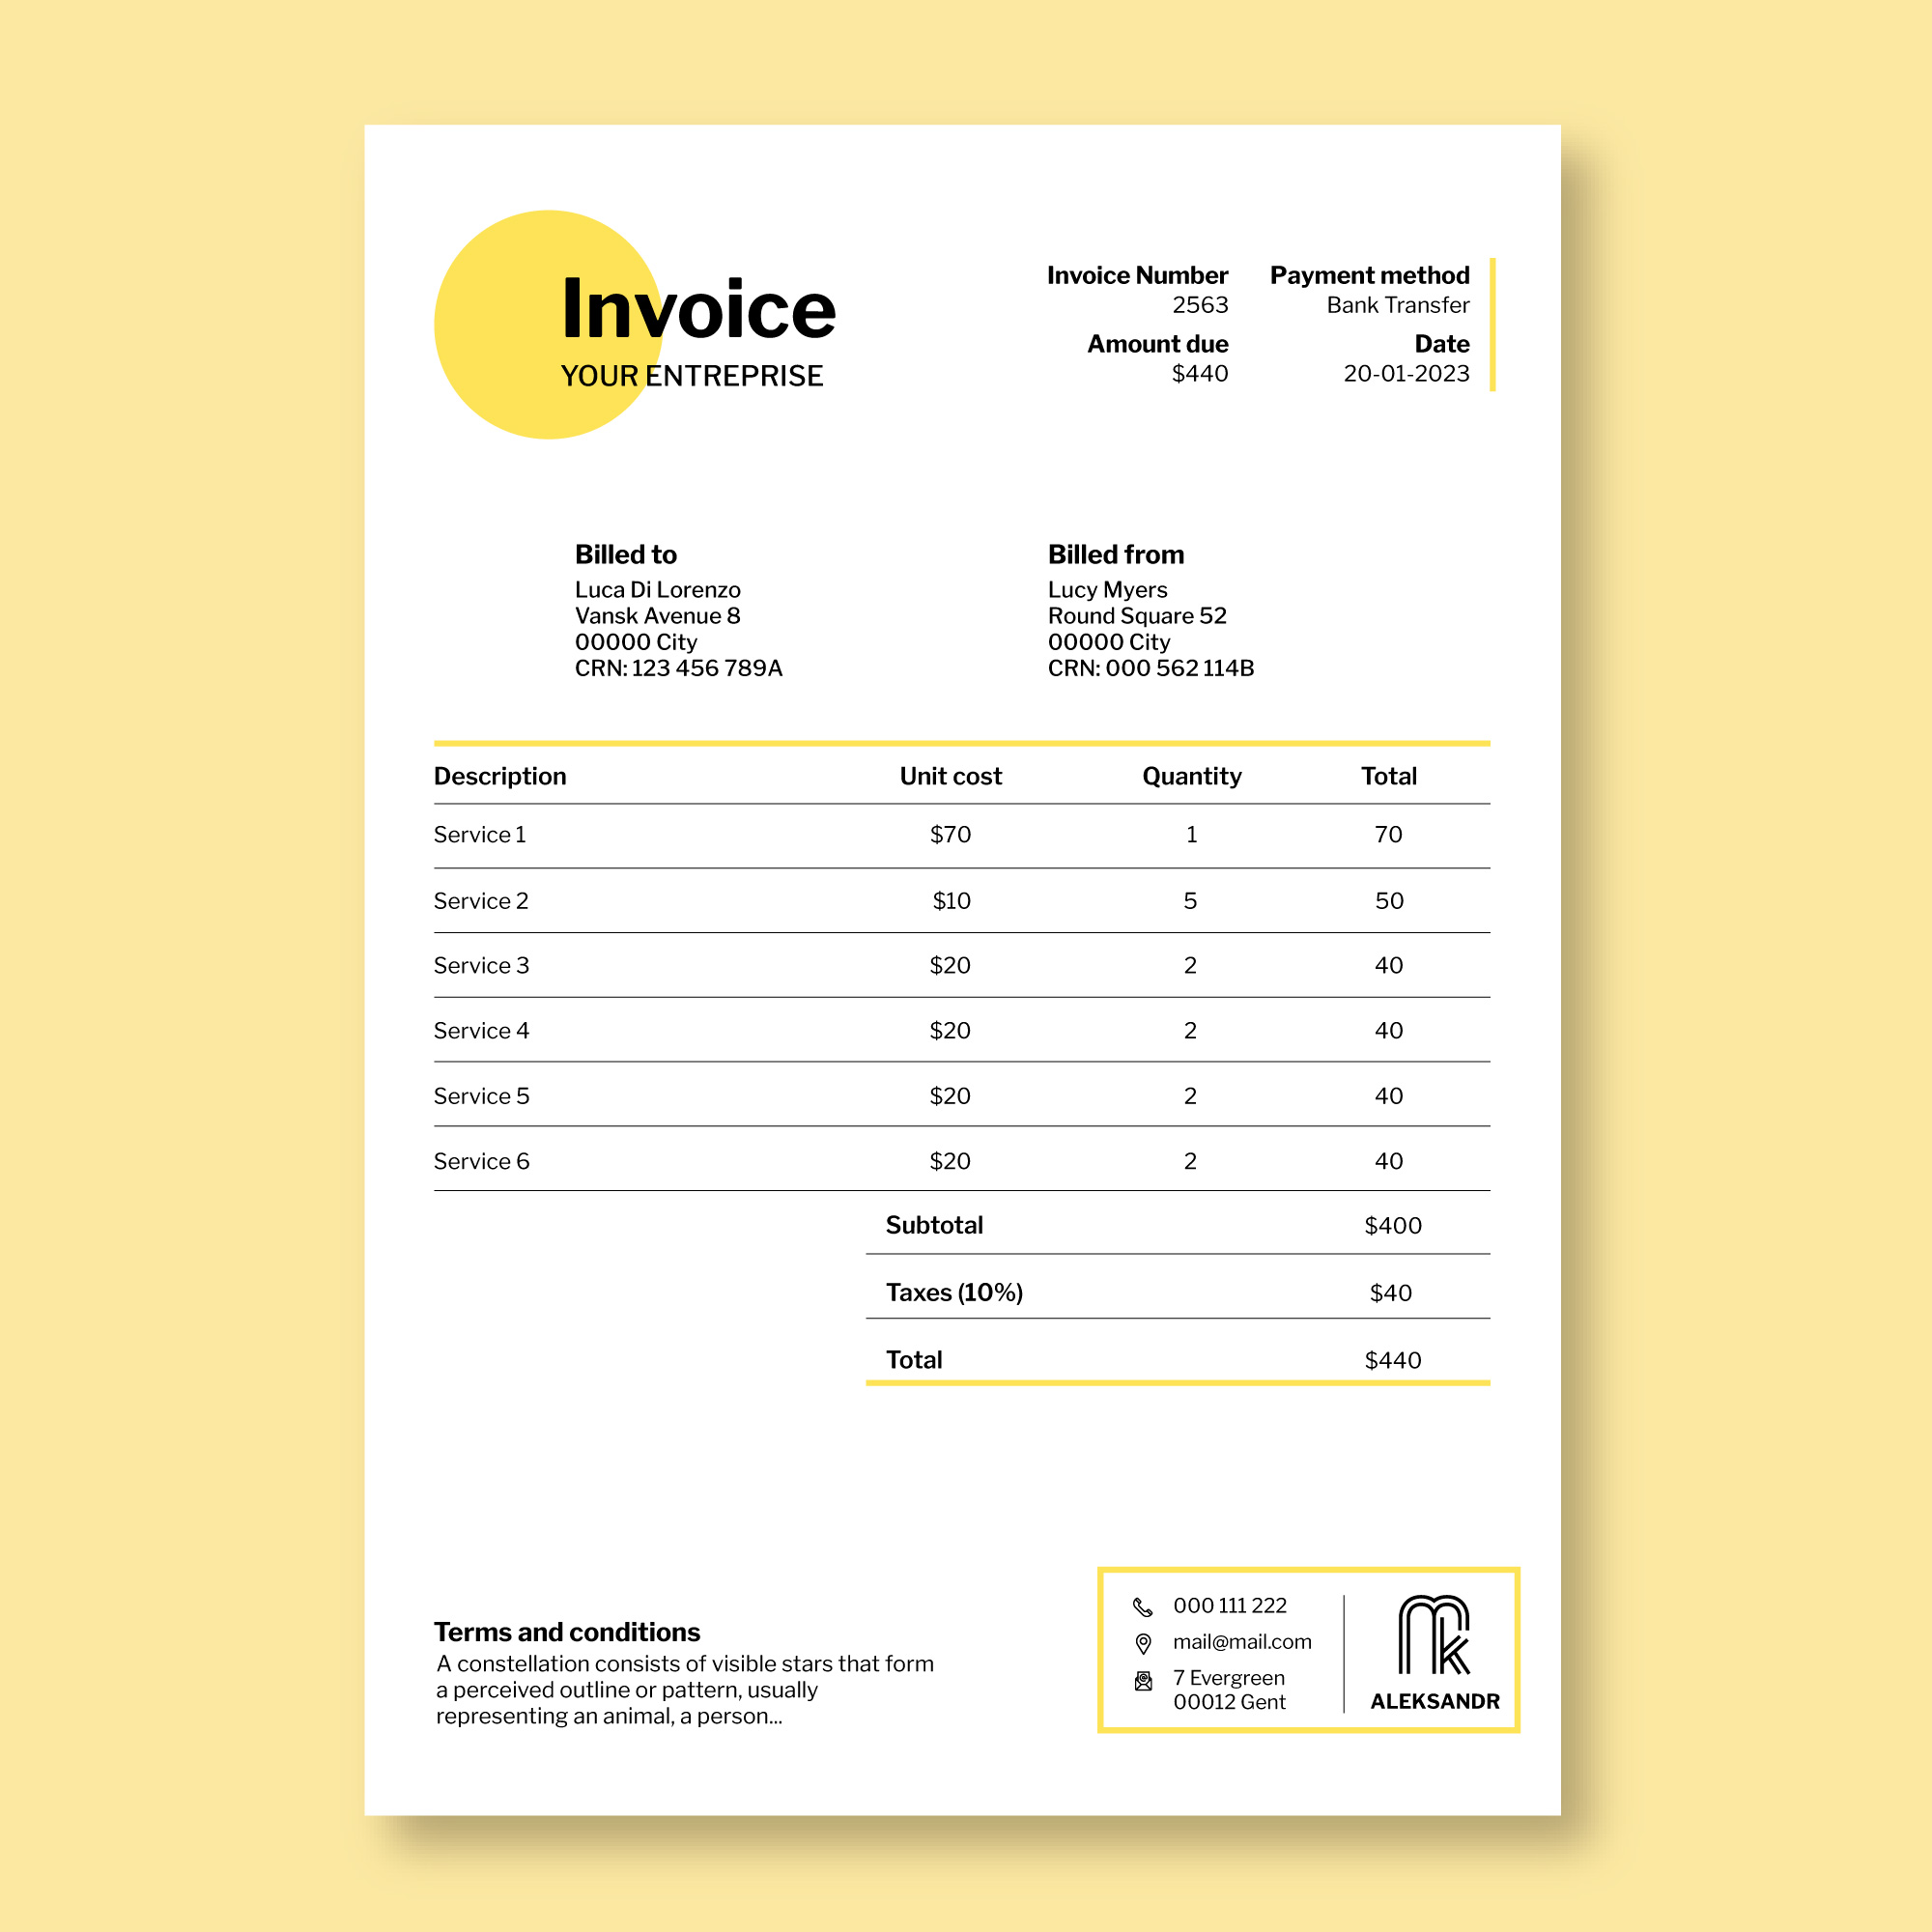 Invoice
YOUR ENTREPRISE
Invoice Number
2563
Amount due
$440
Payment method
Bank Transfer
Date
20-01-2023
Billed to
Luca Di Lorenzo
Vansk Avenue 8
00000 City
CRN: 123 456 789A
Billed from
Lucy Myers
Round Square 52
00000 City
CRN: 000 562 114B
Description Unit cost Quantity Total
Service 1 $70 1 70
Service 2 $10 5 50
Service 3 $20 2 40
Service 4 $20 2 40
Service 5 $20 2 40
Service 6 $20 2 40
Subtotal $400
Taxes (10%) $40
Total $440
Terms and conditions
A constellation consists of visible stars that form
a perceived outline or pattern, usually
representing an animal, a person...
000 111 222
mail@mail.com
7 Evergreen
00012 Gent
mk
ALEKSANDR